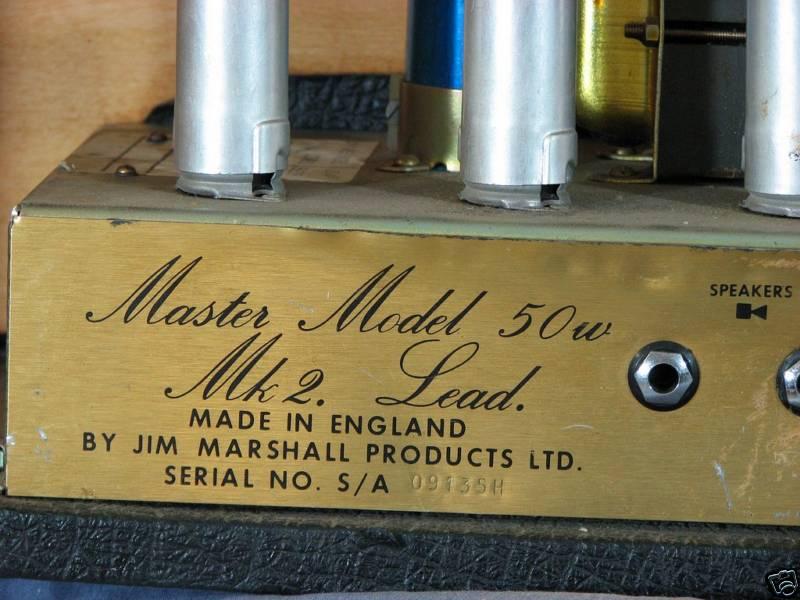 Master Model 50w
Mk2. Lead.
MADE IN ENGLAND
BY JIM MARSHALL PRODUCTS LTD.
SERIAL NO. S/A 09135H
SPEAKERS